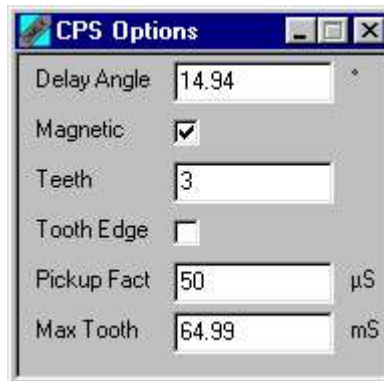 CPS Options
Delay Angle 14.94 °
Magnetic
Teeth 3
Tooth Edge
Pickup Fact 50 µS
Max Tooth 64.99 mS